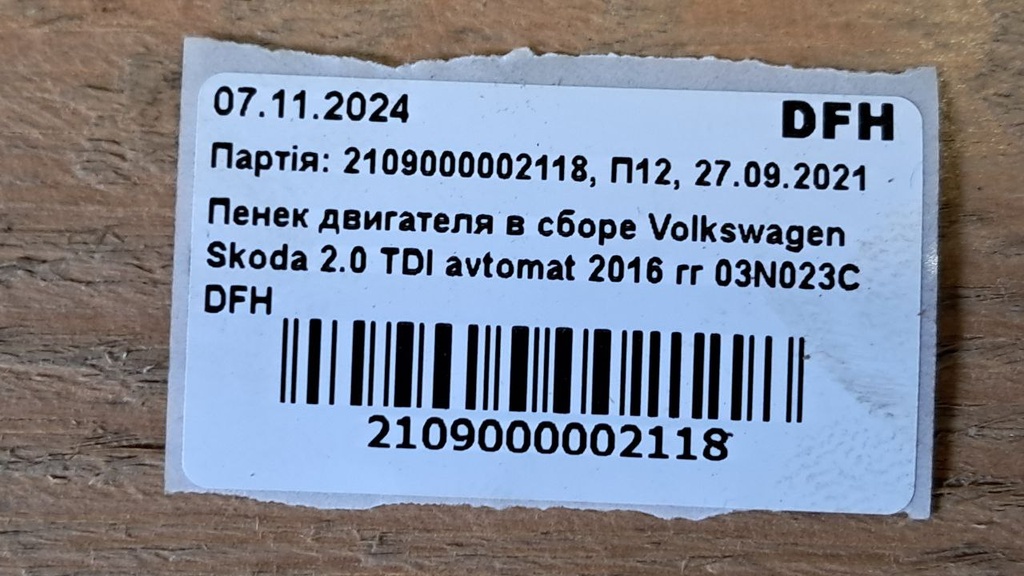 07.11.2024 DFH
Партія: 2109000002118, П12, 27.09.2021
Пенек двигателя в сборе Volkswagen
Skoda 2.0 TDI avtomat 2016 гг 03N023C
DFH
2109000002118